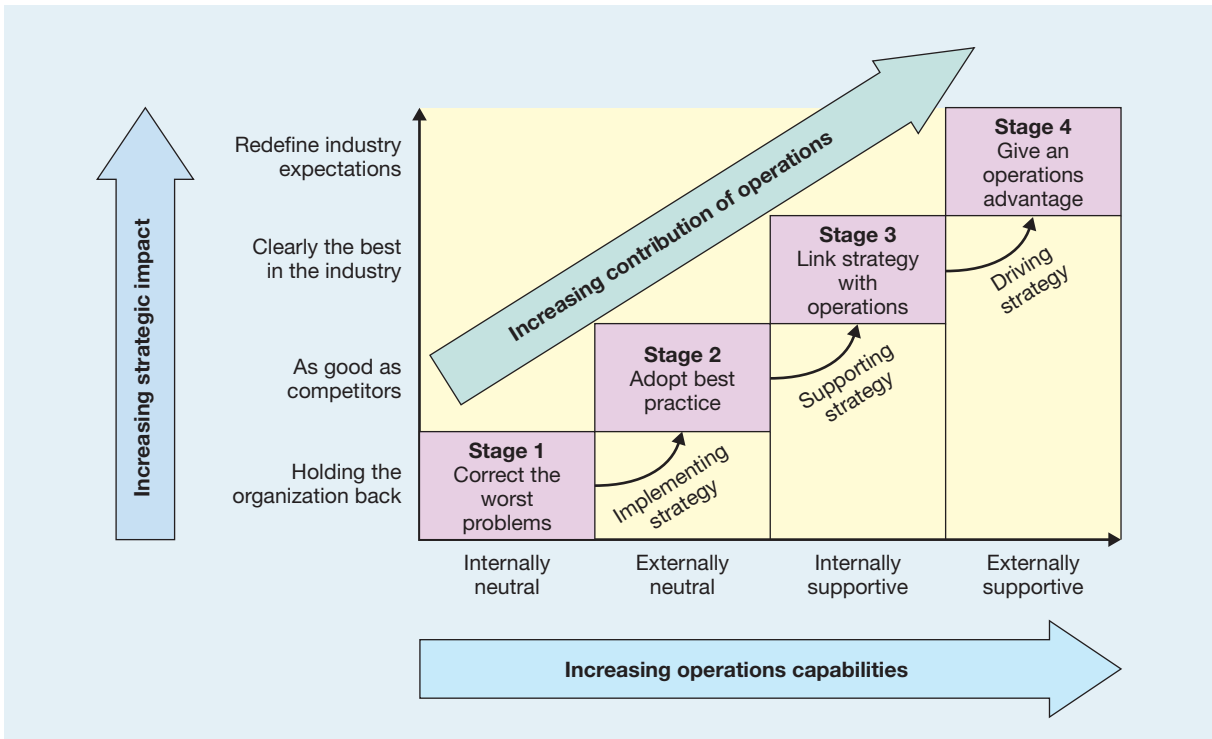 Increasing strategic impact
Redefine industry
expectations
Clearly the best
in the industry
As good as
competitors
Holding the
organization back
Increasing contribution of operations
Stage 4
Give an
operations
advantage
Stage 3
Link strategy
with
operations
Driving
strategy
Stage 2
Adopt best
practice
Supporting
strategy
Stage 1
Correct the
worst
problems
Implementing
strategy
Internally
neutral
Externally
neutral
Internally
supportive
Externally
supportive
Increasing operations capabilities